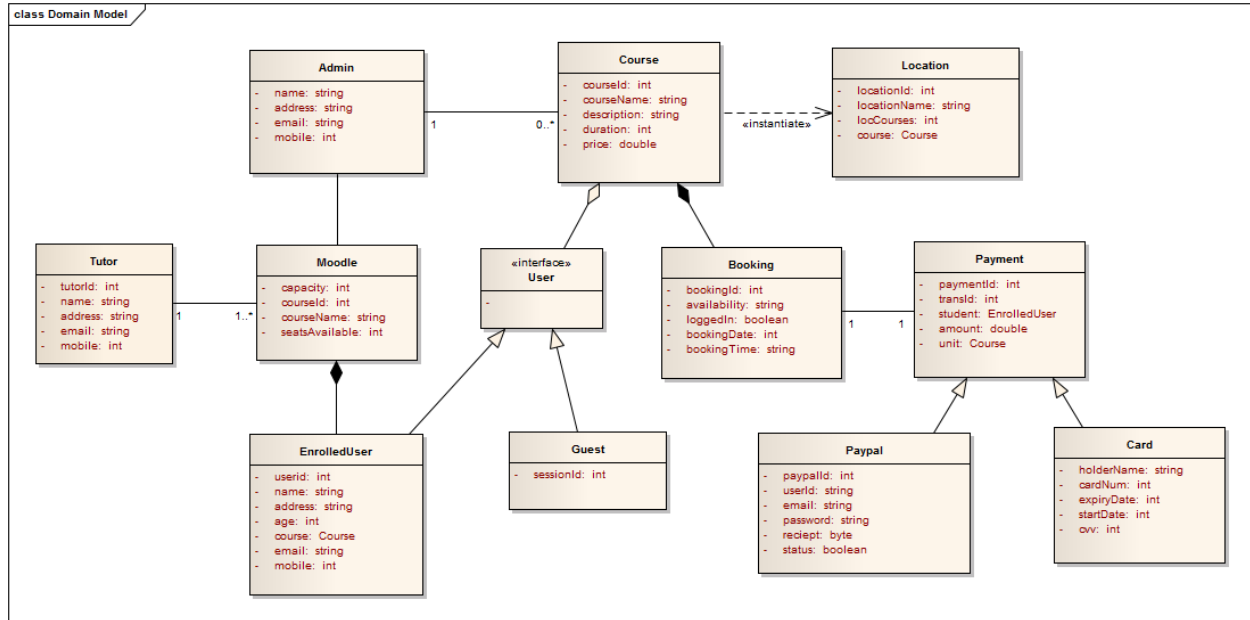 class Domain Model
Admin
- name: string
- address: string
- email: string
- mobile: int
1
0..*
Course
- courseId: int
- courseName: string
- description: string
- duration: int
- price: double
«instantiate»
Location
- locationId: int
- locationName: string
- locCourses: int
- course: Course
Tutor
- tutorId: int
- name: string
- address: string
- email: string
- mobile: int
1
1..*
Moodle
- capacity: int
- courseId: int
- courseName: string
- seatsAvailable: int
«interface»
User
-
Booking
- bookingId: int
- availability: string
- loggedIn: boolean
- bookingDate: int
- bookingTime: string
1
1
Payment
- paymentId: int
- transId: int
- student: EnrolledUser
- amount: double
- unit: Course
EnrolledUser
- userid: int
- name: string
- address: string
- age: int
- course: Course
- email: string
- mobile: int
Guest
- sessionId: int
Paypal
- paypalId: int
- userId: string
- email: string
- password: string
- reciept: byte
- status: boolean
Card
- holderName: string
- cardNum: int
- expiryDate: int
- startDate: int
- cvv: int